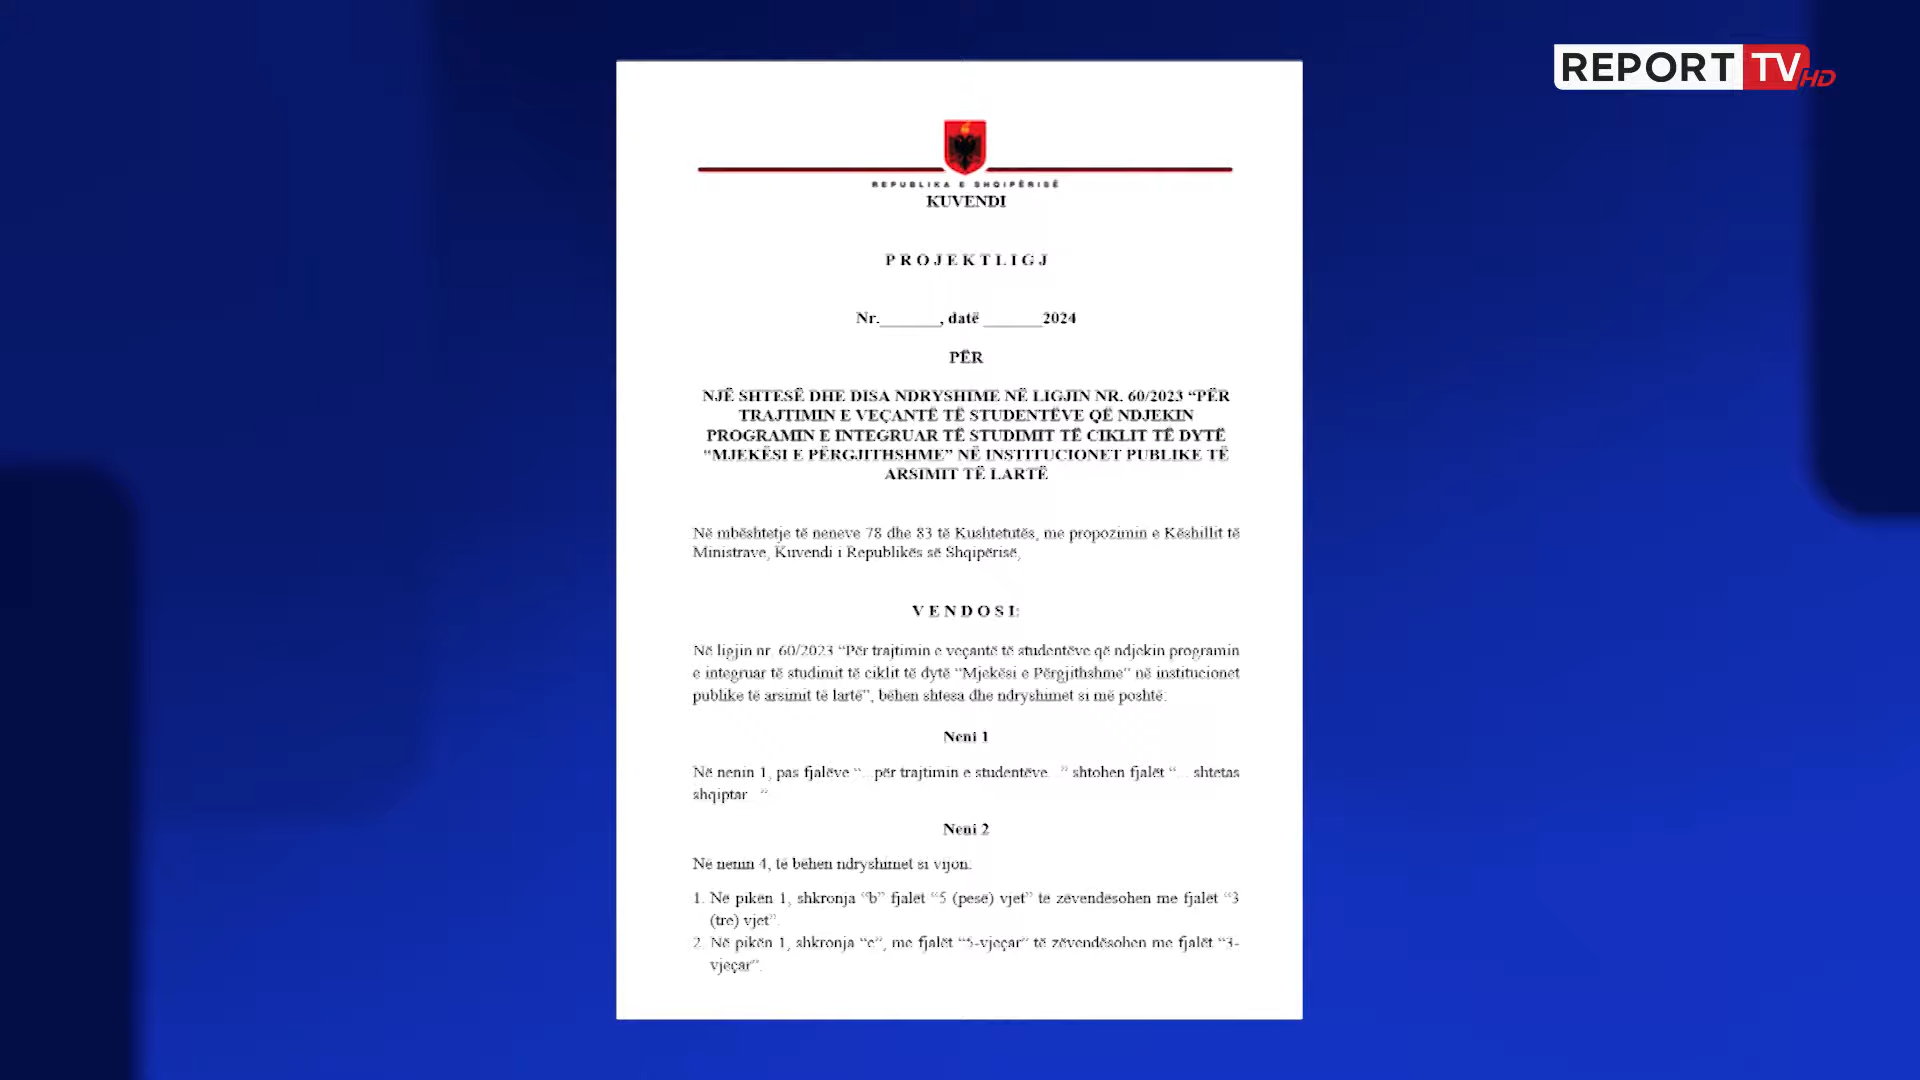 REPORT TV HD
REPUBLIKA E SHQIPËRISË
KUVENDI
PROJEKTLIGJ
Nr._______, datë _______2024
PËR
NJË SHTESË DHE DISA NDRYSHIME NË LIGJIN NR. 60/2023 “PËR
TRAJTIMIN E VEÇANTË TË STUDENTËVE QË NDJEKIN
PROGRAMIN E INTEGRUAR TË STUDIMIT TË CIKLIT TË DYTË
“MJEKËSI E PËRGJITHSHME” NË INSTITUCIONET PUBLIKE TË
ARSIMIT TË LARTË
Në mbështetje të neneve 78 dhe 83 të Kushtetutës, me propozimin e Këshillit të
Ministrave, Kuvendi i Republikës së Shqipërisë,
VENDOSI:
Në ligjin nr. 60/2023 “Për trajtimin e veçantë të studentëve që ndjekin programin
e integruar të studimit të ciklit të dytë “Mjekësi e Përgjithshme” në institucionet
publike të arsimit të lartë”, bëhen shtesa dhe ndryshimet si më poshtë:
Neni 1
Në nenin 1, pas fjalëve “...për trajtimin e studentëve...” shtohen fjalët “... shtetas
shqiptar ...”
Neni 2
Në nenin 4, të bëhen ndryshimet si vijon:
1. Në pikën 1, shkronja “b” fjalët “5 (pesë) vjet” të zëvendësohen me fjalët “3
(tre) vjet”.
2. Në pikën 1, shkronja “c”, me fjalët “5-vjeçar” të zëvendësohen me fjalët “3-
vjeçar”.